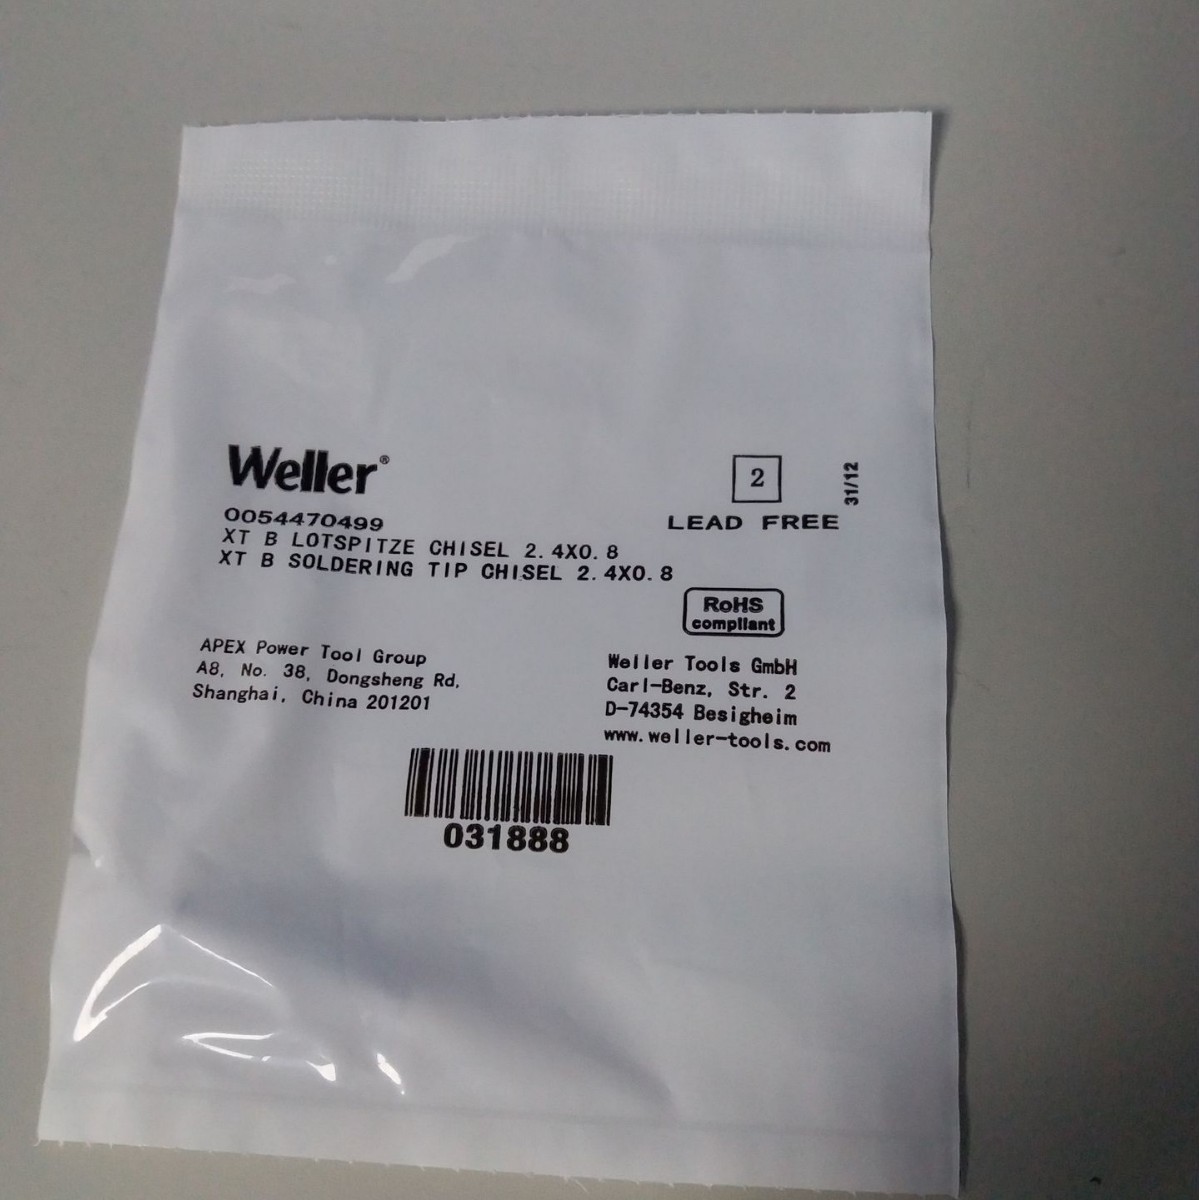 Weller®
2
31/12
LEAD FREE
0054470499
XT B LOTSPITZE CHISEL 2.4X0.8
XT B SOLDERING TIP CHISEL 2.4X0.8
RoHS
compliant
APEX Power Tool Group
A8, No. 38, Dongsheng Rd,
Shanghai, China 201201
Weller Tools GmbH
Carl-Benz, Str. 2
D-74354 Besigheim
www.weller-tools.com
031888